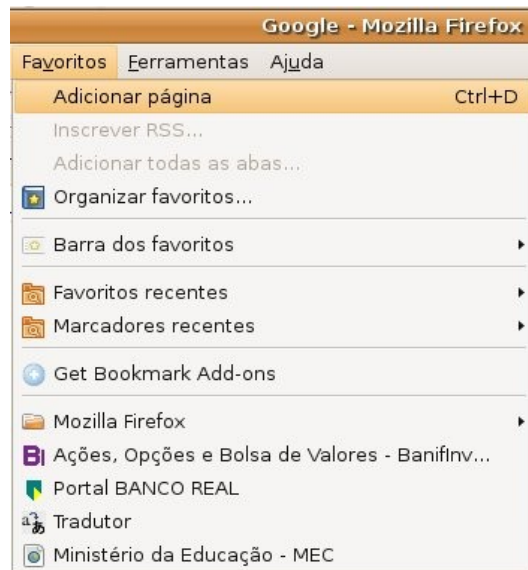 Google - Mozilla Firefox
Favoritos Ferramentas Ajuda
Adicionar página Ctrl+D
Inscrever RSS...
Adicionar todas as abas...
Organizar favoritos...
Barra dos favoritos
Favoritos recentes
Marcadores recentes
Get Bookmark Add-ons
Mozilla Firefox
Ações, Opções e Bolsa de Valores - BanifInv...
Portal BANCO REAL
Tradutor
Ministério da Educação - MEC